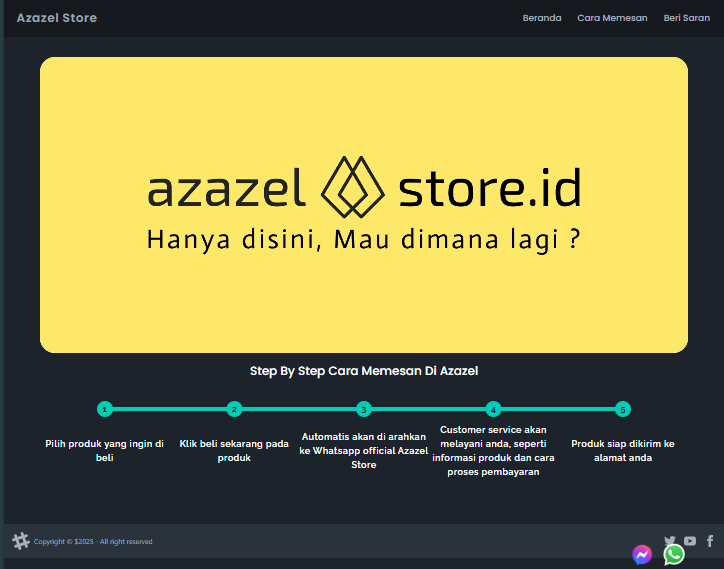 Azazel Store
Beranda Cara Memesan Beri Saran
azazel store.id
Hanya disini, Mau dimana lagi ?
Step By Step Cara Memesan Di Azazel
1 2 3 4 5
Pilih produk yang ingin di
beli
Klik beli sekarang pada
produk
Automatis akan di arahkan
ke Whatsapp official Azazel
Store
Customer service akan
melayani anda, seperti
informasi produk dan cara
proses pembayaran
Produk siap dikirim ke
alamat anda
Copyright © $2025 - All right reserved